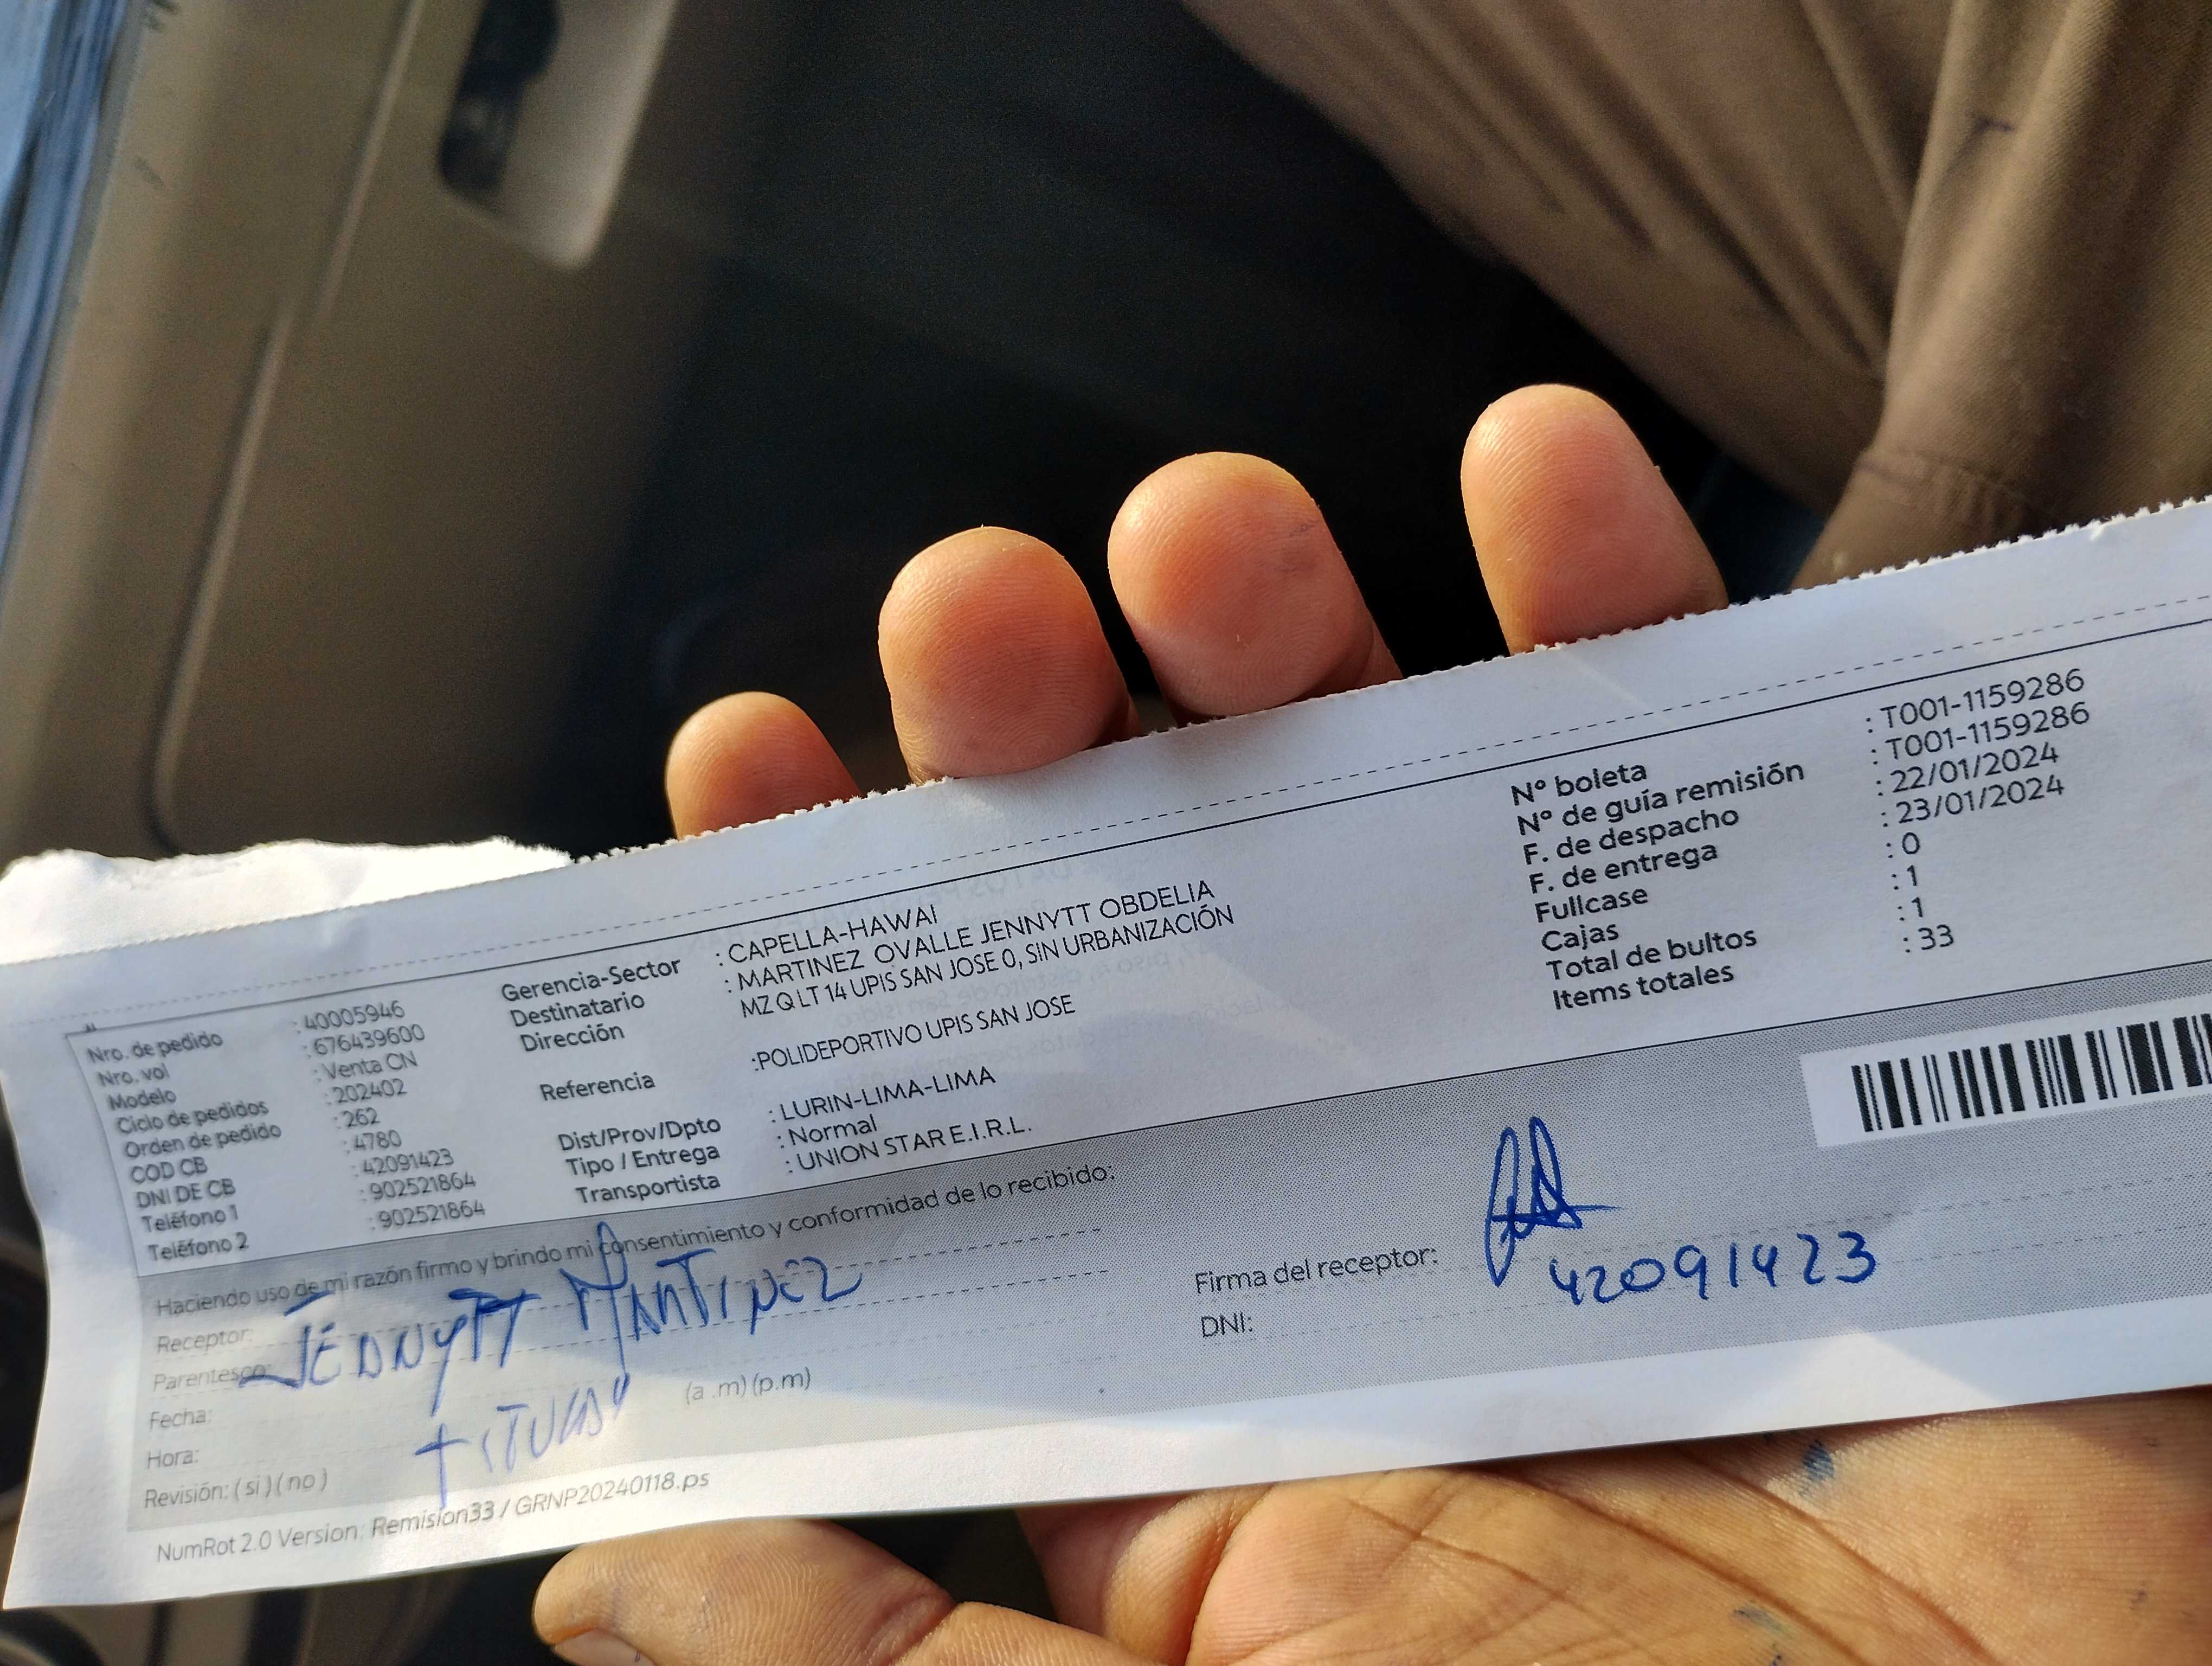 Nro. de pedido : 40005946
Nro. vol : 676439600
Modelo : Venta CN
Ciclo de pedidos : 202402
Orden de pedido : 262
COD CB : 4780
DNI DE CB : 42091423
Teléfono 1 : 902521864
Teléfono 2 : 902521864
Gerencia-Sector : CAPELLA-HAWAI
Destinatario : MARTINEZ OVALLE JENNYTT OBDELIA
Dirección MZ Q LT 14 UPIS SAN JOSE 0, SIN URBANIZACIÓN
Referencia :POLIDEPORTIVO UPIS SAN JOSE
Dist/Prov/Dpto : LURIN-LIMA-LIMA
Tipo / Entrega : Normal
Transportista : UNION STAR E.I.R.L.
Nº boleta : T001-1159286
Nº de guía remisión : T001-1159286
F. de despacho : 22/01/2024
F. de entrega : 23/01/2024
Fullcase : 0
Cajas : 1
Total de bultos : 1
Items totales : 33
Haciendo uso de mi razón firmo y brindo mi consentimiento y conformidad de lo recibido:
Receptor: JENNYTT MARTINEZ
Parentesco:
Fecha: TITULAR
Hora: (a .m) (p.m)
Revisión: ( si ) ( no )
Firma del receptor:
DNI: 42091423
NumRot 2.0 Version: Remision33 / GRNP20240118.ps